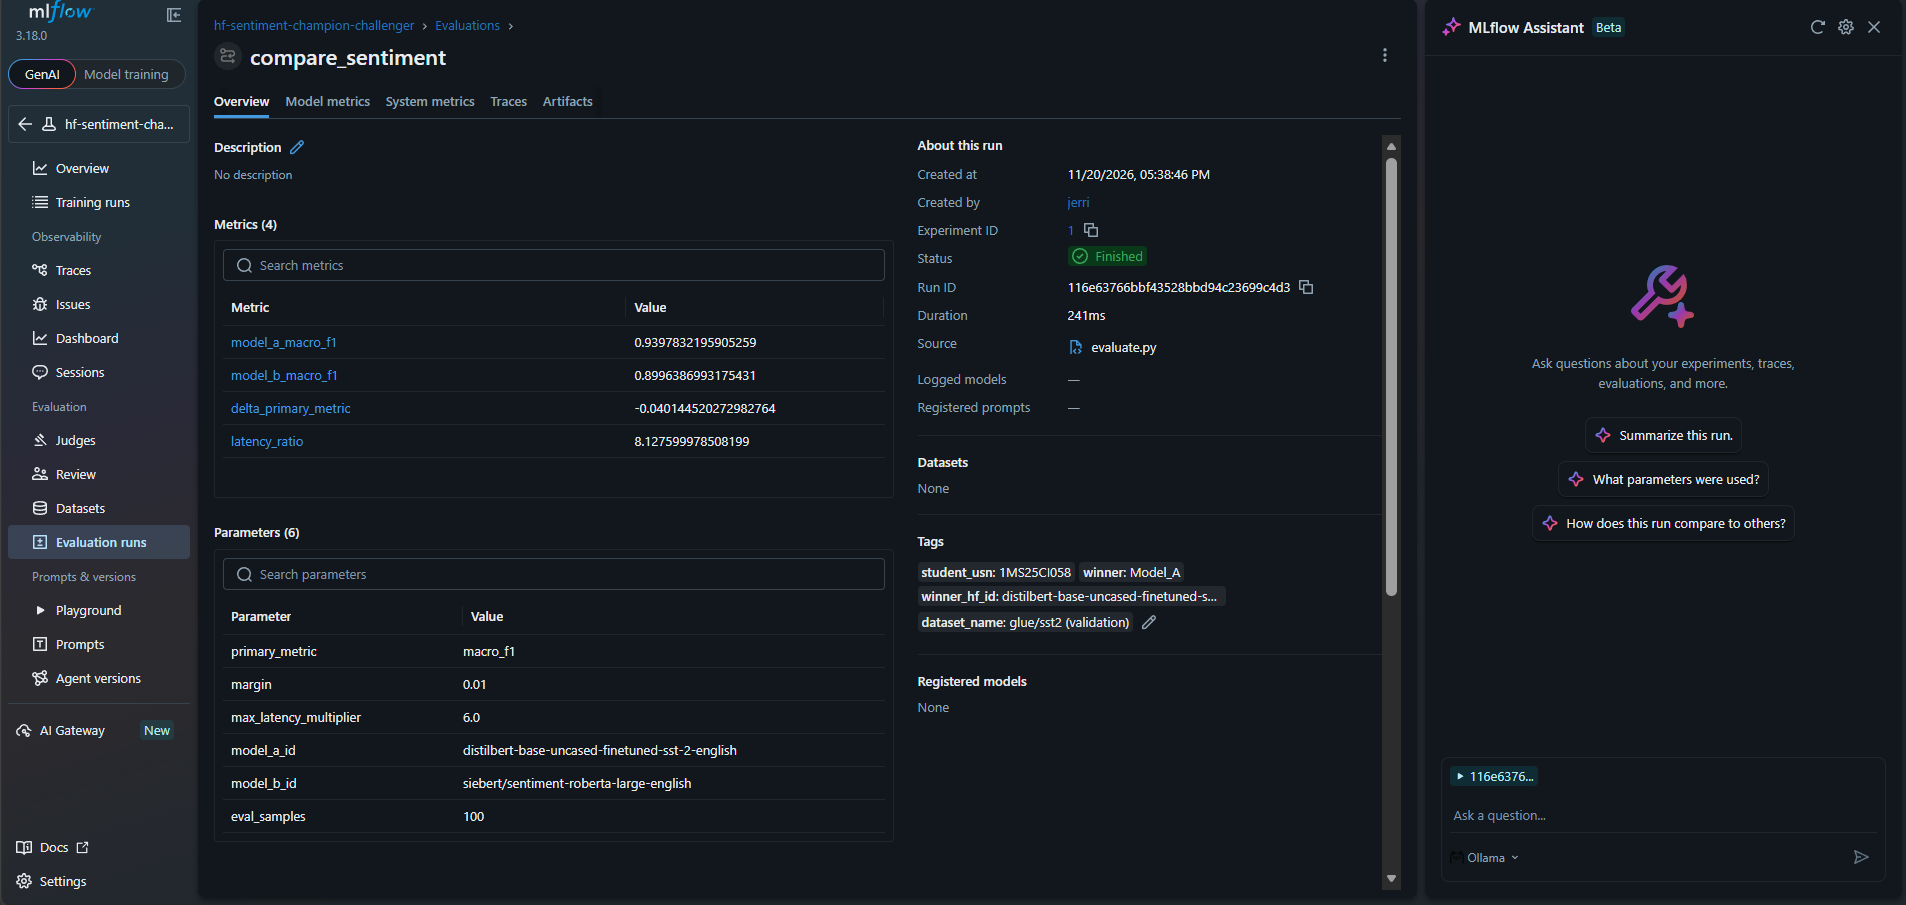 mlflow
3.18.0
GenAI Model training
hf-sentiment-cha...
Overview
Training runs
Observability
Traces
Issues
Dashboard
Sessions
Evaluation
Judges
Review
Datasets
Evaluation runs
Prompts & versions
Playground
Prompts
Agent versions
AI Gateway New
Docs
Settings
hf-sentiment-champion-challenger › Evaluations ›
compare_sentiment
Overview Model metrics System metrics Traces Artifacts
Description
No description
Metrics (4)
Search metrics
Metric Value
model_a_macro_f1 0.9397832195905259
model_b_macro_f1 0.8996386993175431
delta_primary_metric -0.040144520272982764
latency_ratio 8.127599978508199
Parameters (6)
Search parameters
Parameter Value
primary_metric macro_f1
margin 0.01
max_latency_multiplier 6.0
model_a_id distilbert-base-uncased-finetuned-sst-2-english
model_b_id siebert/sentiment-roberta-large-english
eval_samples 100
About this run
Created at 11/20/2026, 05:38:46 PM
Created by jerri
Experiment ID 1
Status Finished
Run ID 116e63766bbf43528bbd94c23699c4d3
Duration 241ms
Source evaluate.py
Logged models —
Registered prompts —
Datasets
None
Tags
student_usn: 1MS25CI058 winner: Model_A
winner_hf_id: distilbert-base-uncased-finetuned-s...
dataset_name: glue/sst2 (validation)
Registered models
None
MLflow Assistant Beta
Ask questions about your experiments, traces,
evaluations, and more.
Summarize this run.
What parameters were used?
How does this run compare to others?
116e6376...
Ask a question...
Ollama